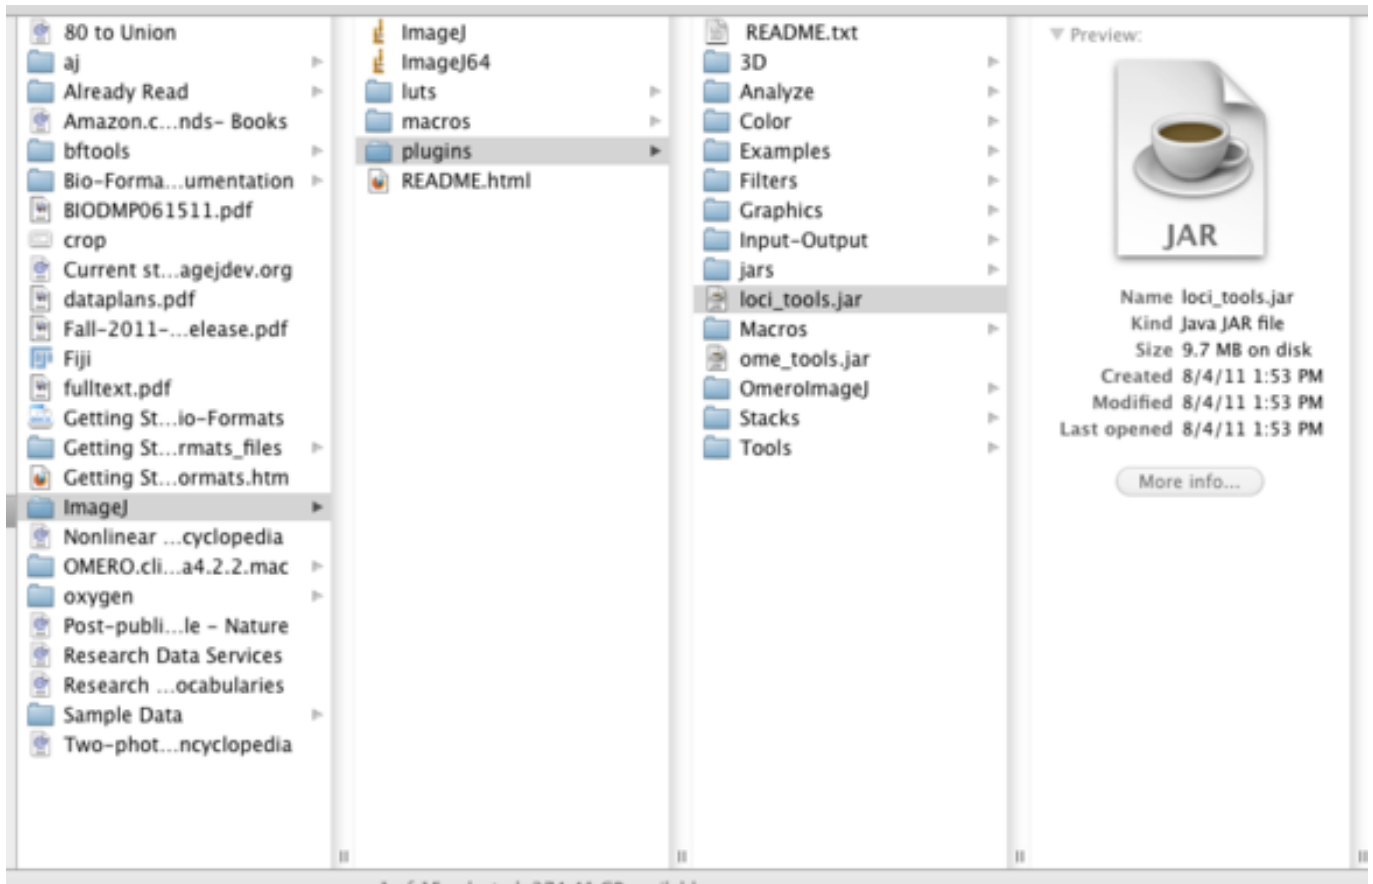 80 to Union
aj
Already Read
Amazon.c...nds- Books
bftools
Bio-Forma...umentation
BIODMP061511.pdf
crop
Current st...agejdev.org
dataplans.pdf
Fall-2011-...elease.pdf
Fiji
fulltext.pdf
Getting St...io-Formats
Getting St...rmats_files
Getting St...ormats.htm
ImageJ
Nonlinear ...cyclopedia
OMERO.cli...a4.2.2.mac
oxygen
Post-publi...le - Nature
Research Data Services
Research ...ocabularies
Sample Data
Two-phot...ncyclopedia
ImageJ
ImageJ64
luts
macros
plugins
README.html
README.txt
3D
Analyze
Color
Examples
Filters
Graphics
Input-Output
jars
loci_tools.jar
Macros
ome_tools.jar
OmeroImageJ
Stacks
Tools
Preview:
JAR
Name loci_tools.jar
Kind Java JAR file
Size 9.7 MB on disk
Created 8/4/11 1:53 PM
Modified 8/4/11 1:53 PM
Last opened 8/4/11 1:53 PM
More info...